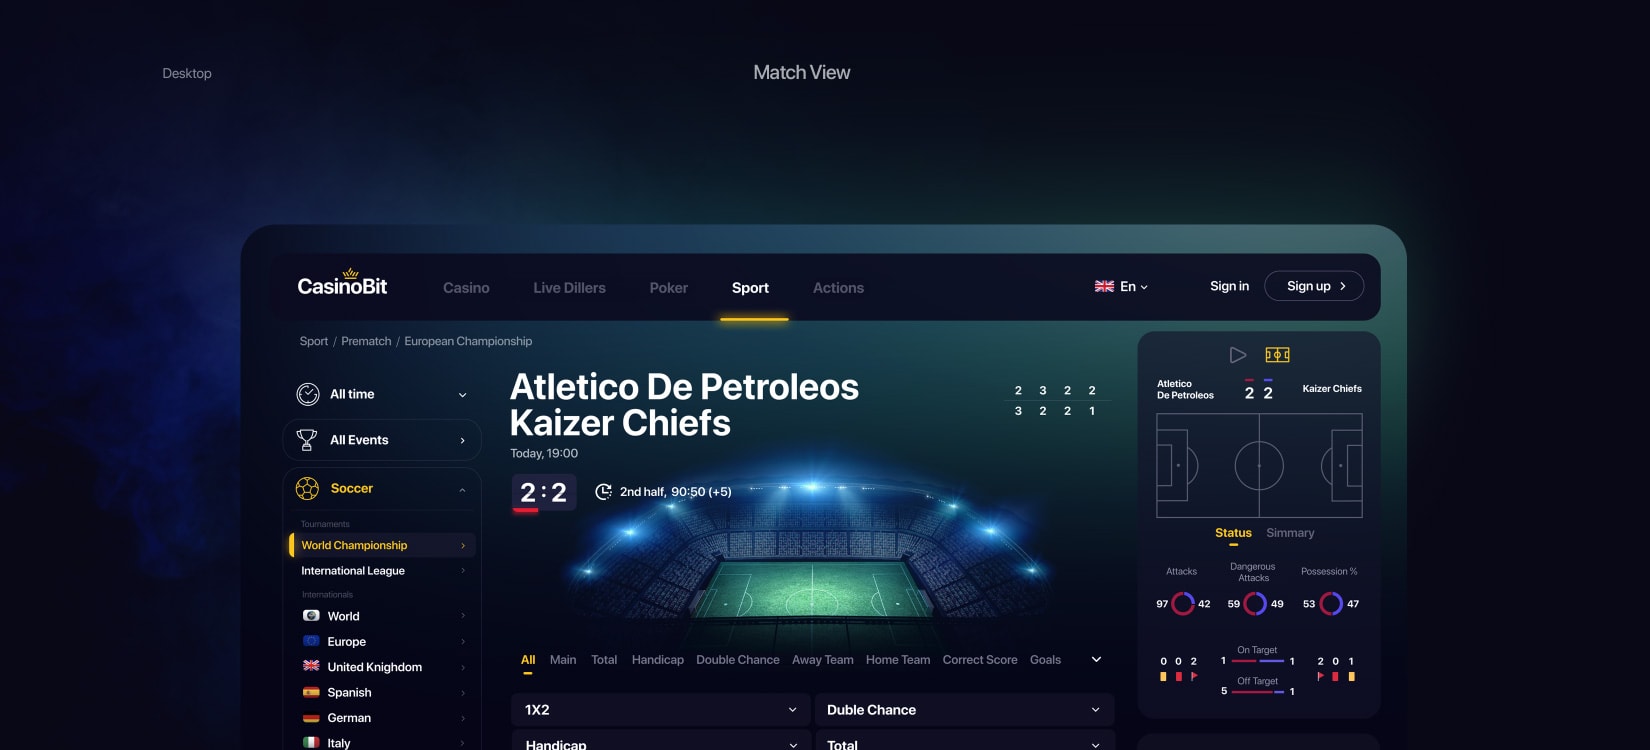 Desktop
Match View
CasinoBit
Casino
Live Dillers
Poker
Sport
Actions
En
Sign in
Sign up
Sport / Prematch / European Championship
All time
All Events
Soccer
Tournaments
World Championship
International League
Internationals
World
Europe
United Knighdom
Spanish
German
Italy
Atletico De Petroleos
Kaizer Chiefs
Today, 19:00
2 : 2
2nd half, 90:50 (+5)
2 3 2 2
3 2 2 1
All
Main
Total
Handicap
Double Chance
Away Team
Home Team
Correct Score
Goals
1X2
Duble Chance
Handicap
Total
Atletico
De Petroleos
2 2
Kaizer Chiefs
Status
Simmary
Attacks
97 42
Dangerous
Attacks
59 49
Possession %
53 47
0 0 2
On Target
1 1
Off Target
5 1
2 0 1